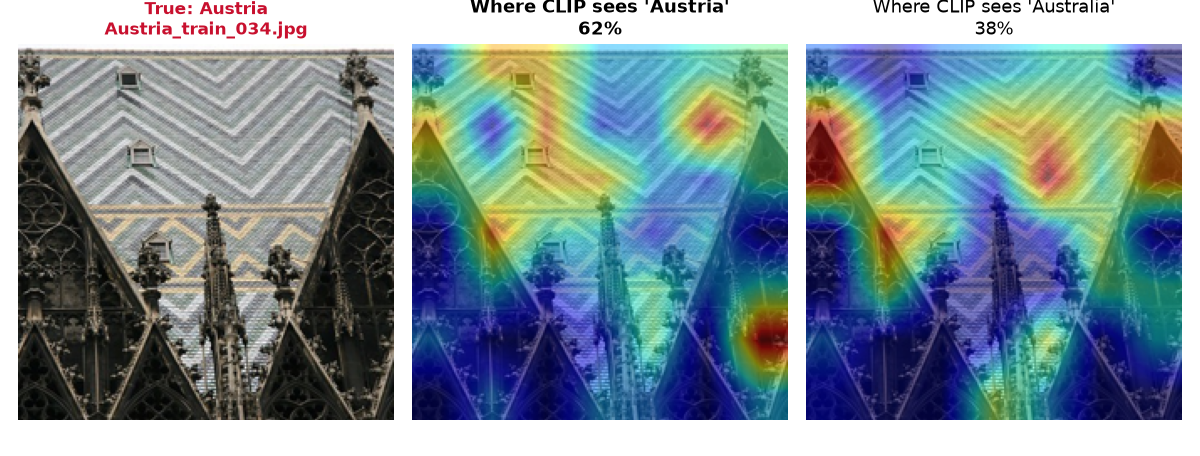 True: Austria
Austria_train_034.jpg
Where CLIP sees 'Austria'
62%
Where CLIP sees 'Australia'
38%